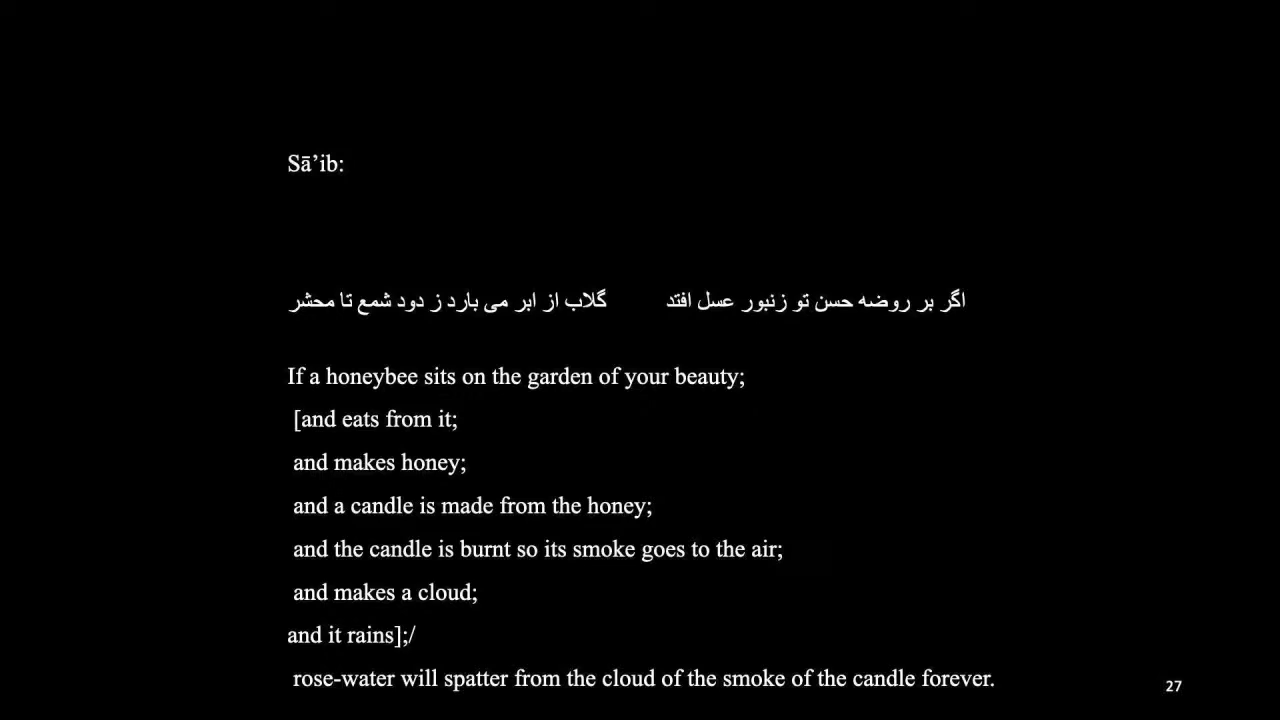 Sā’ib:
اگر بر روضه حسن تو زنبور عسل افتد گلاب از ابر می بارد ز دود شمع تا محشر
If a honeybee sits on the garden of your beauty;
[and eats from it;
and makes honey;
and a candle is made from the honey;
and the candle is burnt so its smoke goes to the air;
and makes a cloud;
and it rains];/
rose-water will spatter from the cloud of the smoke of the candle forever.
27